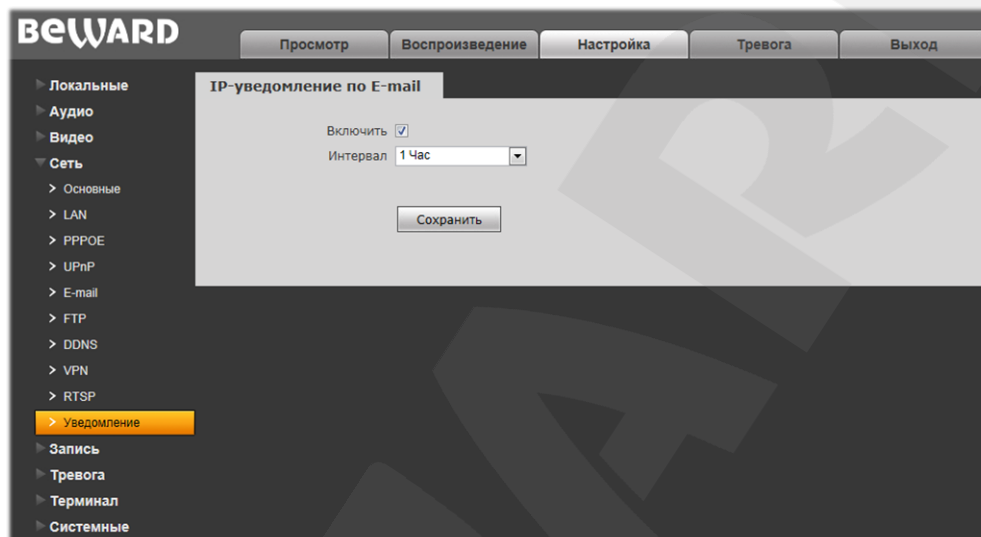 BEWARD
Просмотр
Воспроизведение
Настройка
Тревога
Выход
Локальные
Аудио
Видео
Сеть
Основные
LAN
PPPOE
UPnP
E-mail
FTP
DDNS
VPN
RTSP
Уведомление
Запись
Тревога
Терминал
Системные
IP-уведомление по E-mail
Включить
Интервал 1 Час
Сохранить